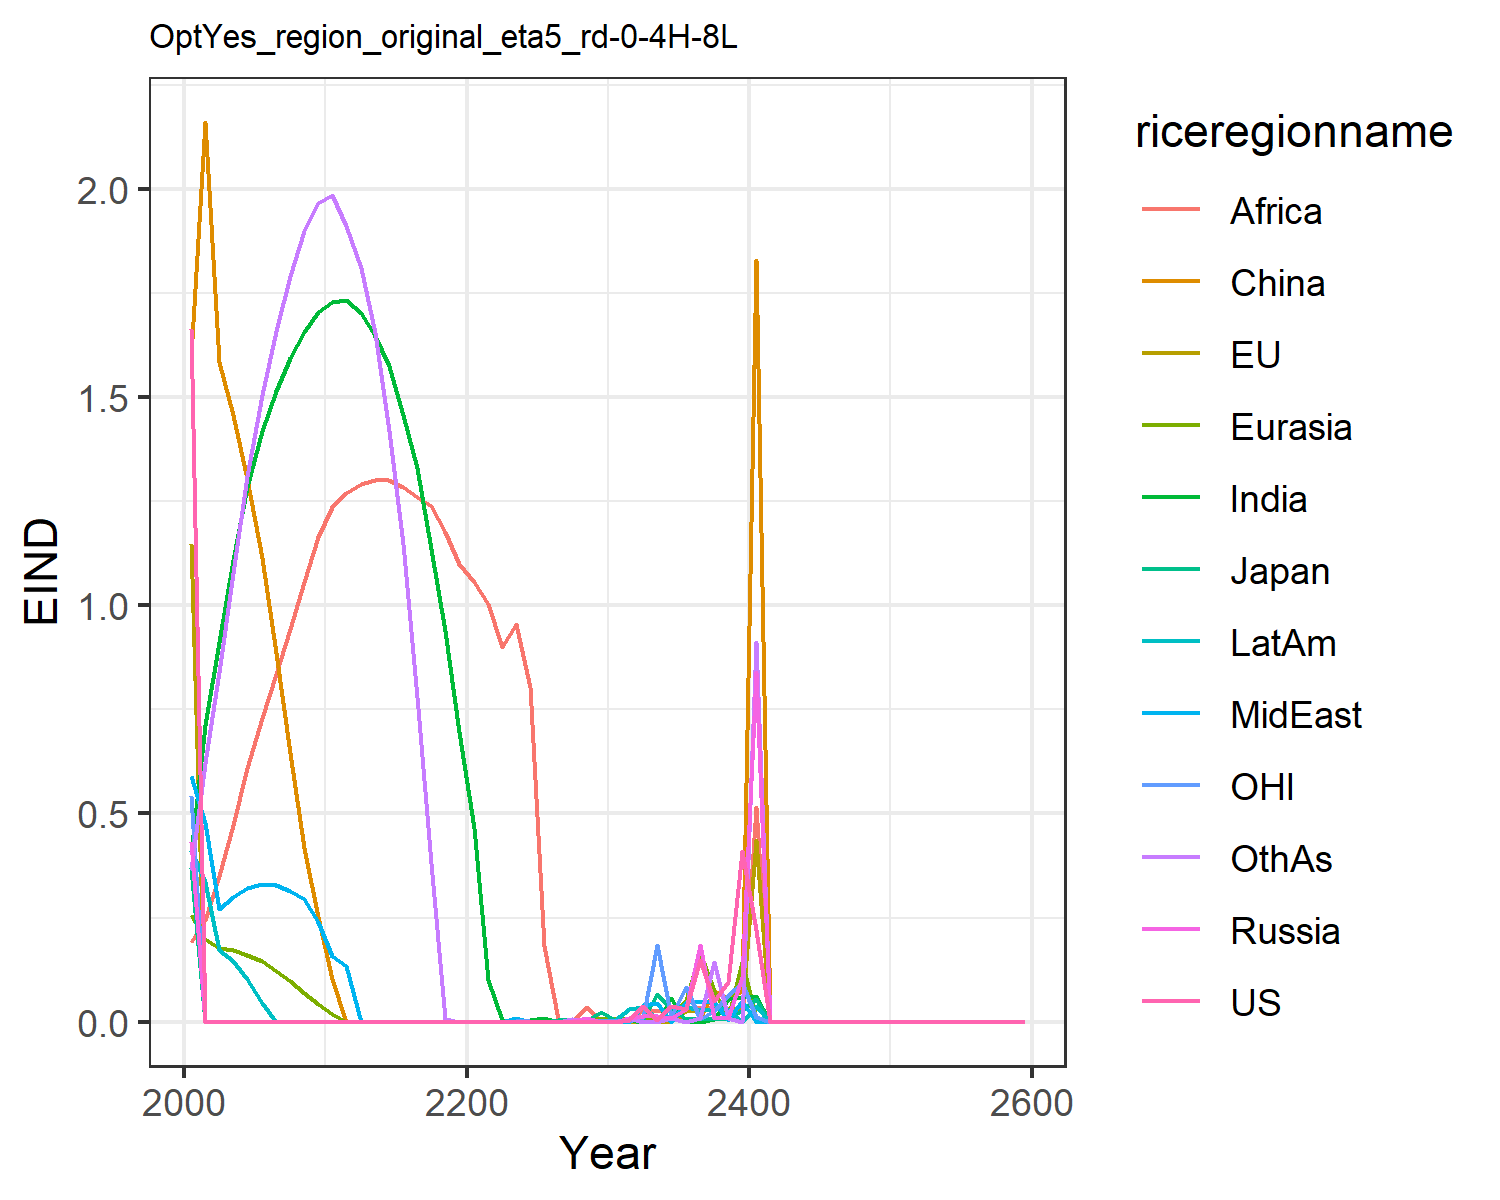 OptYes_region_original_eta5_rd-0-4H-8L
EIND
2.0
1.5
1.0
0.5
0.0
2000
2200
2400
2600
Year
riceregionname
Africa
China
EU
Eurasia
India
Japan
LatAm
MidEast
OHI
OthAs
Russia
US